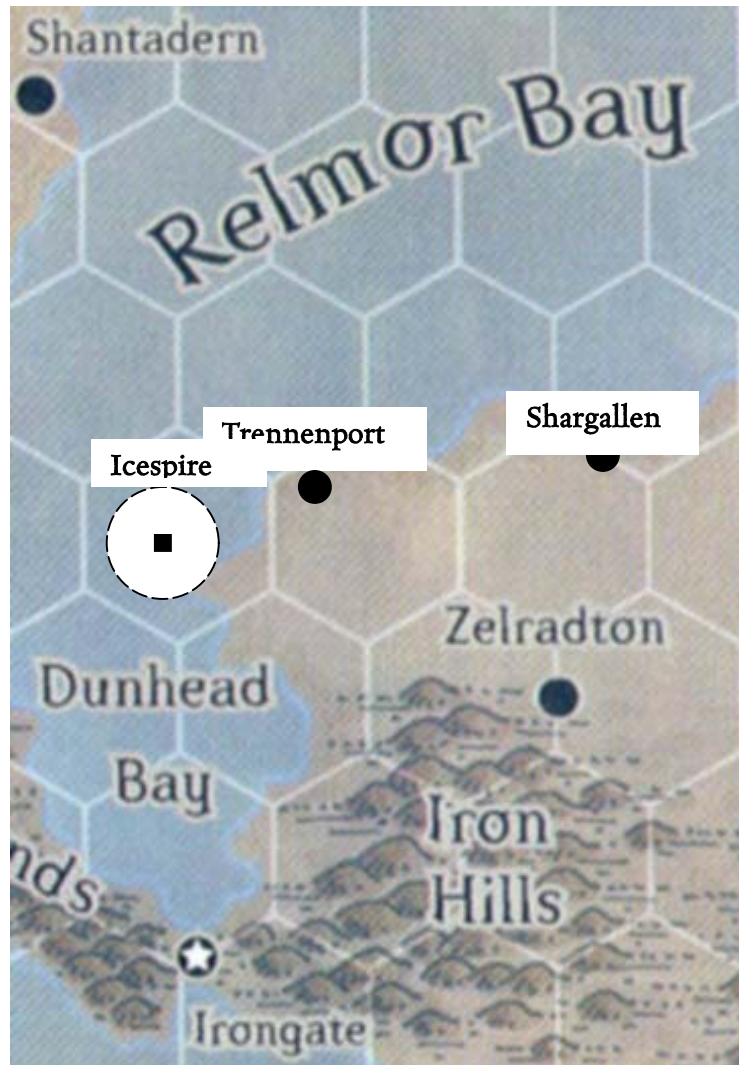 Shantadern
Relmor Bay
Shargallen
Trennenport
Icespire
Zelradton
Dunhead
Bay
Iron
Hills
nds
Irongate